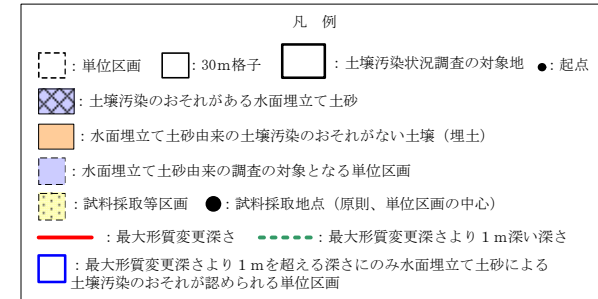 凡 例
：単位区画 ：30m格子 ：土壌汚染状況調査の対象地 ：起点
：土壌汚染のおそれがある水面埋立て土砂
：水面埋立て土砂由来の土壌汚染のおそれがない土壌（埋土）
：水面埋立て土砂由来の調査の対象となる単位区画
：試料採取等区画 ●：試料採取地点（原則、単位区画の中心）
：最大形質変更深さ ：最大形質変更深さより１ｍ深い深さ
：最大形質変更深さより１ｍを超える深さにのみ水面埋立て土砂による
土壌汚染のおそれが認められる単位区画